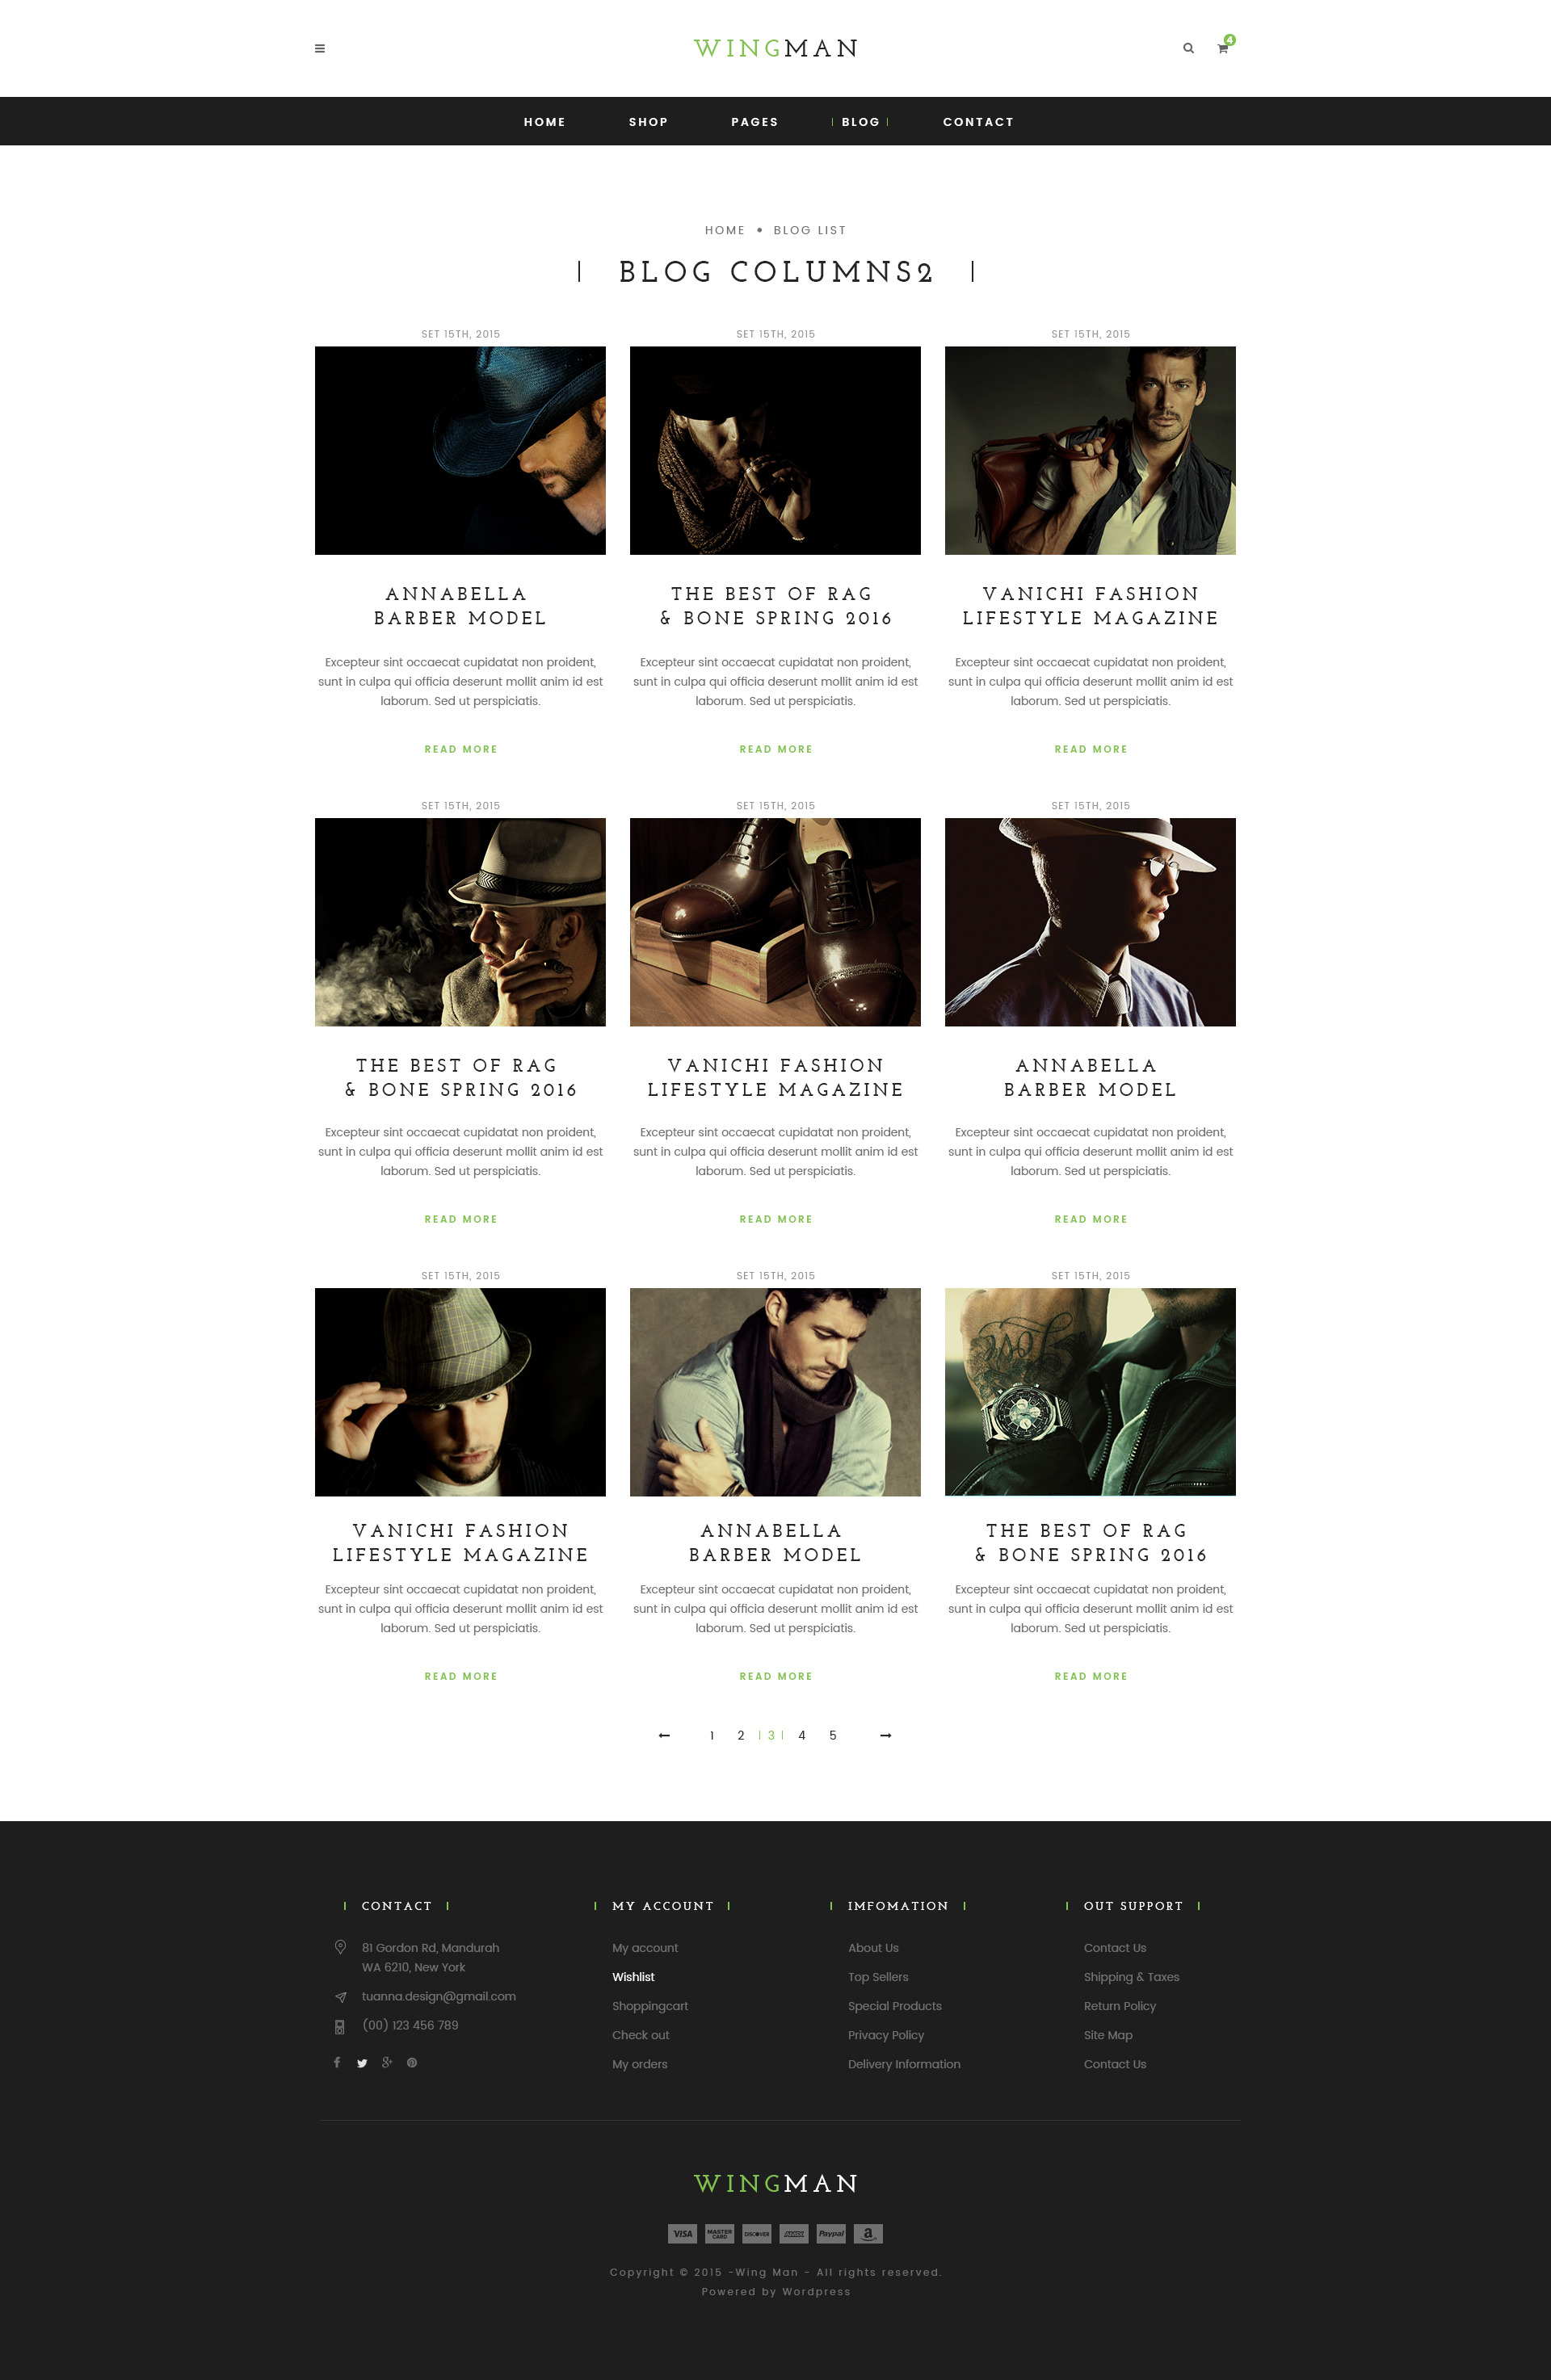 WINGMAN
4
HOME SHOP PAGES BLOG CONTACT
HOME • BLOG LIST
BLOG COLUMNS2
SET 15TH, 2015
ANNABELLA
BARBER MODEL
Excepteur sint occaecat cupidatat non proident,
sunt in culpa qui officia deserunt mollit anim id est
laborum. Sed ut perspiciatis.
READ MORE
SET 15TH, 2015
THE BEST OF RAG
& BONE SPRING 2016
Excepteur sint occaecat cupidatat non proident,
sunt in culpa qui officia deserunt mollit anim id est
laborum. Sed ut perspiciatis.
READ MORE
SET 15TH, 2015
VANICHI FASHION
LIFESTYLE MAGAZINE
Excepteur sint occaecat cupidatat non proident,
sunt in culpa qui officia deserunt mollit anim id est
laborum. Sed ut perspiciatis.
READ MORE
SET 15TH, 2015
THE BEST OF RAG
& BONE SPRING 2016
Excepteur sint occaecat cupidatat non proident,
sunt in culpa qui officia deserunt mollit anim id est
laborum. Sed ut perspiciatis.
READ MORE
SET 15TH, 2015
VANICHI FASHION
LIFESTYLE MAGAZINE
Excepteur sint occaecat cupidatat non proident,
sunt in culpa qui officia deserunt mollit anim id est
laborum. Sed ut perspiciatis.
READ MORE
SET 15TH, 2015
ANNABELLA
BARBER MODEL
Excepteur sint occaecat cupidatat non proident,
sunt in culpa qui officia deserunt mollit anim id est
laborum. Sed ut perspiciatis.
READ MORE
SET 15TH, 2015
VANICHI FASHION
LIFESTYLE MAGAZINE
Excepteur sint occaecat cupidatat non proident,
sunt in culpa qui officia deserunt mollit anim id est
laborum. Sed ut perspiciatis.
READ MORE
SET 15TH, 2015
ANNABELLA
BARBER MODEL
Excepteur sint occaecat cupidatat non proident,
sunt in culpa qui officia deserunt mollit anim id est
laborum. Sed ut perspiciatis.
READ MORE
SET 15TH, 2015
THE BEST OF RAG
& BONE SPRING 2016
Excepteur sint occaecat cupidatat non proident,
sunt in culpa qui officia deserunt mollit anim id est
laborum. Sed ut perspiciatis.
READ MORE
1 2 3 4 5
CONTACT
81 Gordon Rd, Mandurah
WA 6210, New York
tuanna.design@gmail.com
(00) 123 456 789
MY ACCOUNT
My account
Wishlist
Shoppingcart
Check out
My orders
IMFOMATION
About Us
Top Sellers
Special Products
Privacy Policy
Delivery Information
OUT SUPPORT
Contact Us
Shipping & Taxes
Return Policy
Site Map
Contact Us
WINGMAN
VISA MASTER CARD DISCOVER AMEX Paypal a
Copyright © 2015 -Wing Man - All rights reserved.
Powered by Wordpress